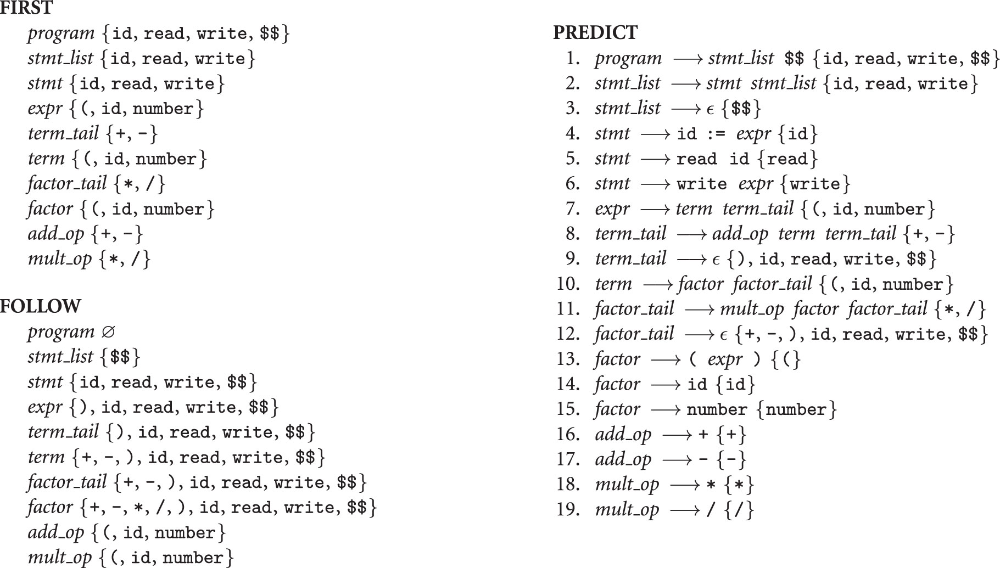 FIRST
program {id, read, write, $$}
stmt_list {id, read, write}
stmt {id, read, write}
expr {(, id, number}
term_tail {+, -}
term {(, id, number}
factor_tail {*, /}
factor {(, id, number}
add_op {+, -}
mult_op {*, /}
FOLLOW
program ∅
stmt_list {$$}
stmt {id, read, write, $$}
expr {), id, read, write, $$}
term_tail {), id, read, write, $$}
term {+, -, ), id, read, write, $$}
factor_tail {+, -, ), id, read, write, $$}
factor {+, -, *, /, ), id, read, write, $$}
add_op {(, id, number}
mult_op {(, id, number}
PREDICT
1. program ⟶ stmt_list $$ {id, read, write, $$}
2. stmt_list ⟶ stmt stmt_list {id, read, write}
3. stmt_list ⟶ ϵ {$$}
4. stmt ⟶ id := expr {id}
5. stmt ⟶ read id {read}
6. stmt ⟶ write expr {write}
7. expr ⟶ term term_tail {(, id, number}
8. term_tail ⟶ add_op term term_tail {+, -}
9. term_tail ⟶ ϵ {), id, read, write, $$}
10. term ⟶ factor factor_tail {(, id, number}
11. factor_tail ⟶ mult_op factor factor_tail {*, /}
12. factor_tail ⟶ ϵ {+, -, ), id, read, write, $$}
13. factor ⟶ ( expr ) {(}
14. factor ⟶ id {id}
15. factor ⟶ number {number}
16. add_op ⟶ + {+}
17. add_op ⟶ - {-}
18. mult_op ⟶ * {*}
19. mult_op ⟶ / {/}